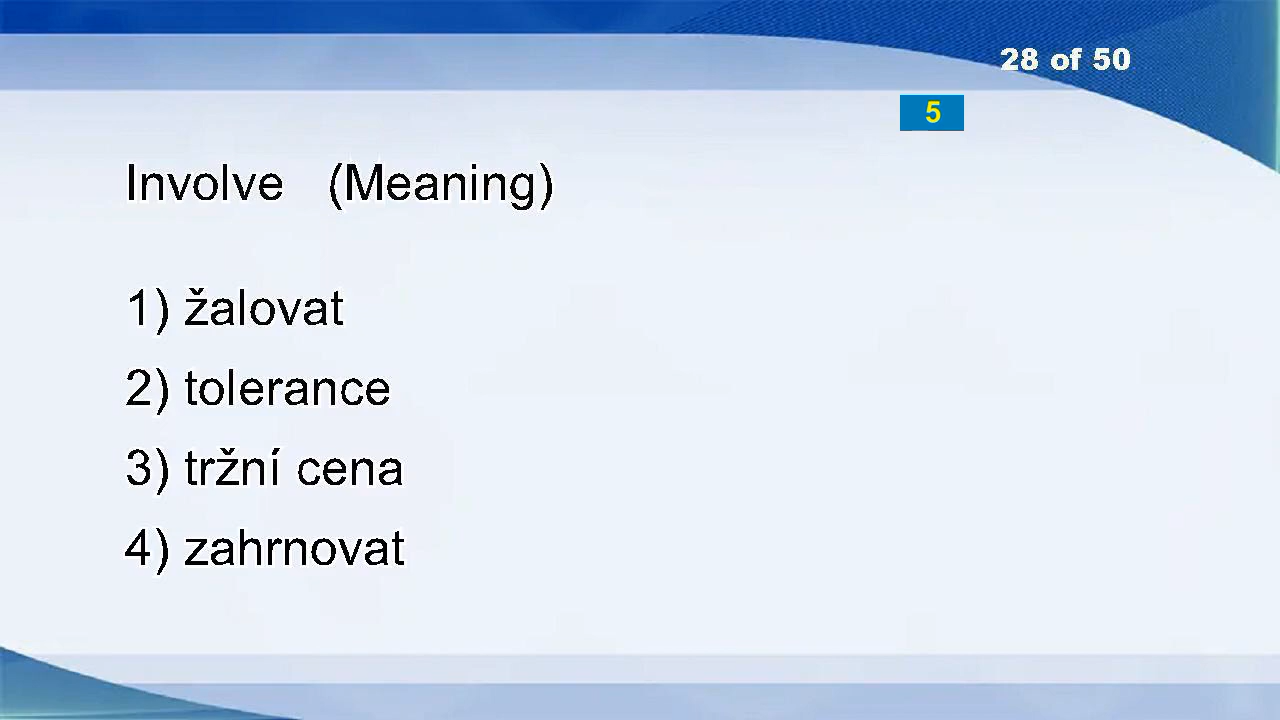 28 of 50
5
Involve (Meaning)
1) žalovat
2) tolerance
3) tržní cena
4) zahrnovat